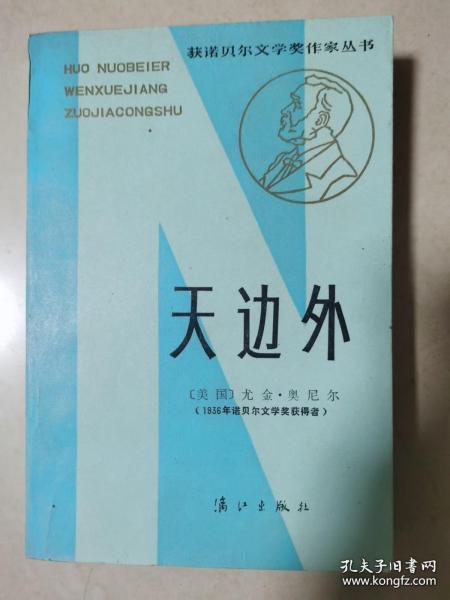 获诺贝尔文学奖作家丛书
HUO NUOBEIER
WENXUEJIANG
ZUOJIACONGSHU
天边外
〔美国〕尤金·奥尼尔
(1936年诺贝尔文学奖获得者)
漓江出版社
孔夫子旧书网
www.kongfz.com